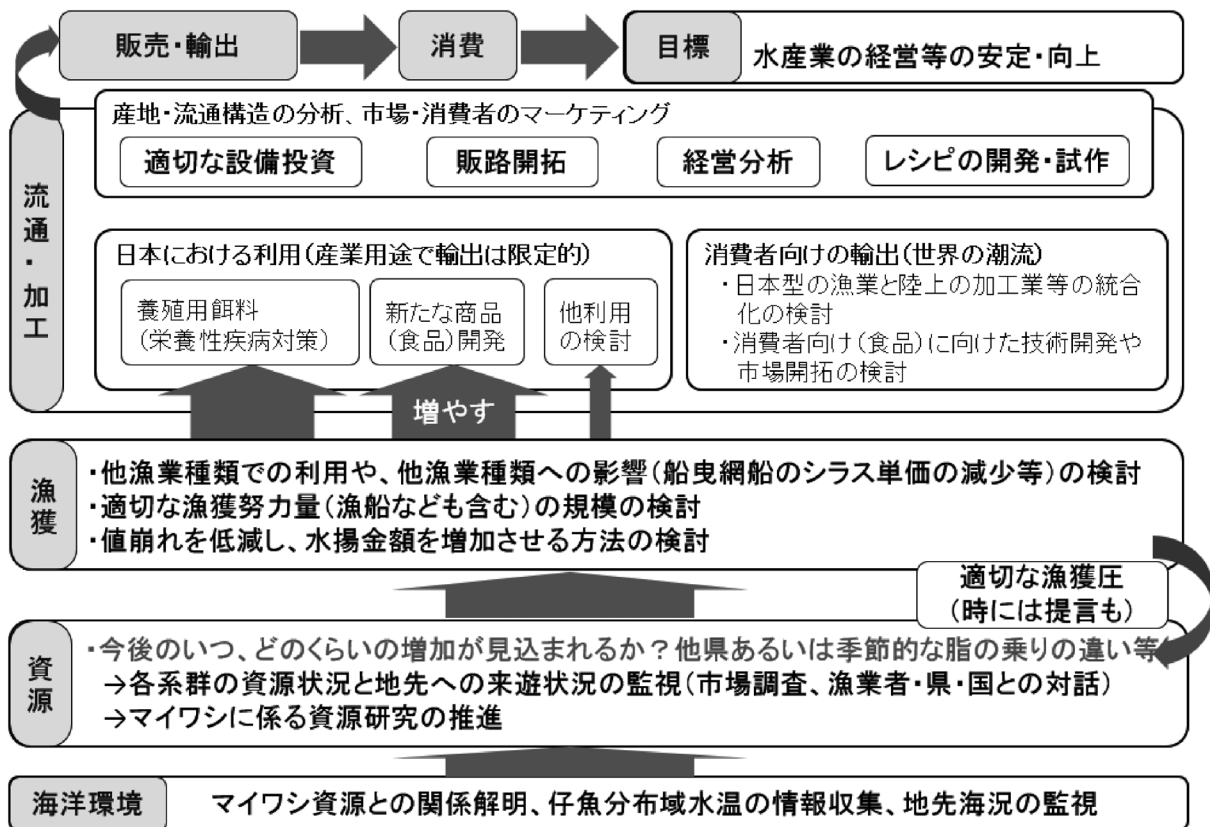 販売・輸出
消費
目標
水産業の経営等の安定・向上
流通・加工
産地・流通構造の分析、市場・消費者のマーケティング
適切な設備投資
販路開拓
経営分析
レシピの開発・試作
日本における利用(産業用途で輸出は限定的)
養殖用餌料
(栄養性疾病対策)
新たな商品
(食品)開発
他利用
の検討
消費者向けの輸出(世界の潮流)
・日本型の漁業と陸上の加工業等の統合
化の検討
・消費者向け(食品)に向けた技術開発や
市場開拓の検討
増やす
漁獲
・他漁業種類での利用や、他漁業種類への影響(船曳網船のシラス単価の減少等)の検討
・適切な漁獲努力量(漁船なども含む)の規模の検討
・値崩れを低減し、水揚金額を増加させる方法の検討
適切な漁獲圧
(時には提言も)
資源
・今後のいつ、どのくらいの増加が見込まれるか?他県あるいは季節的な脂の乗りの違い等
→各系群の資源状況と地先への来遊状況の監視(市場調査、漁業者・県・国との対話)
→マイワシに係る資源研究の推進
海洋環境
マイワシ資源との関係解明、仔魚分布域水温の情報収集、地先海況の監視